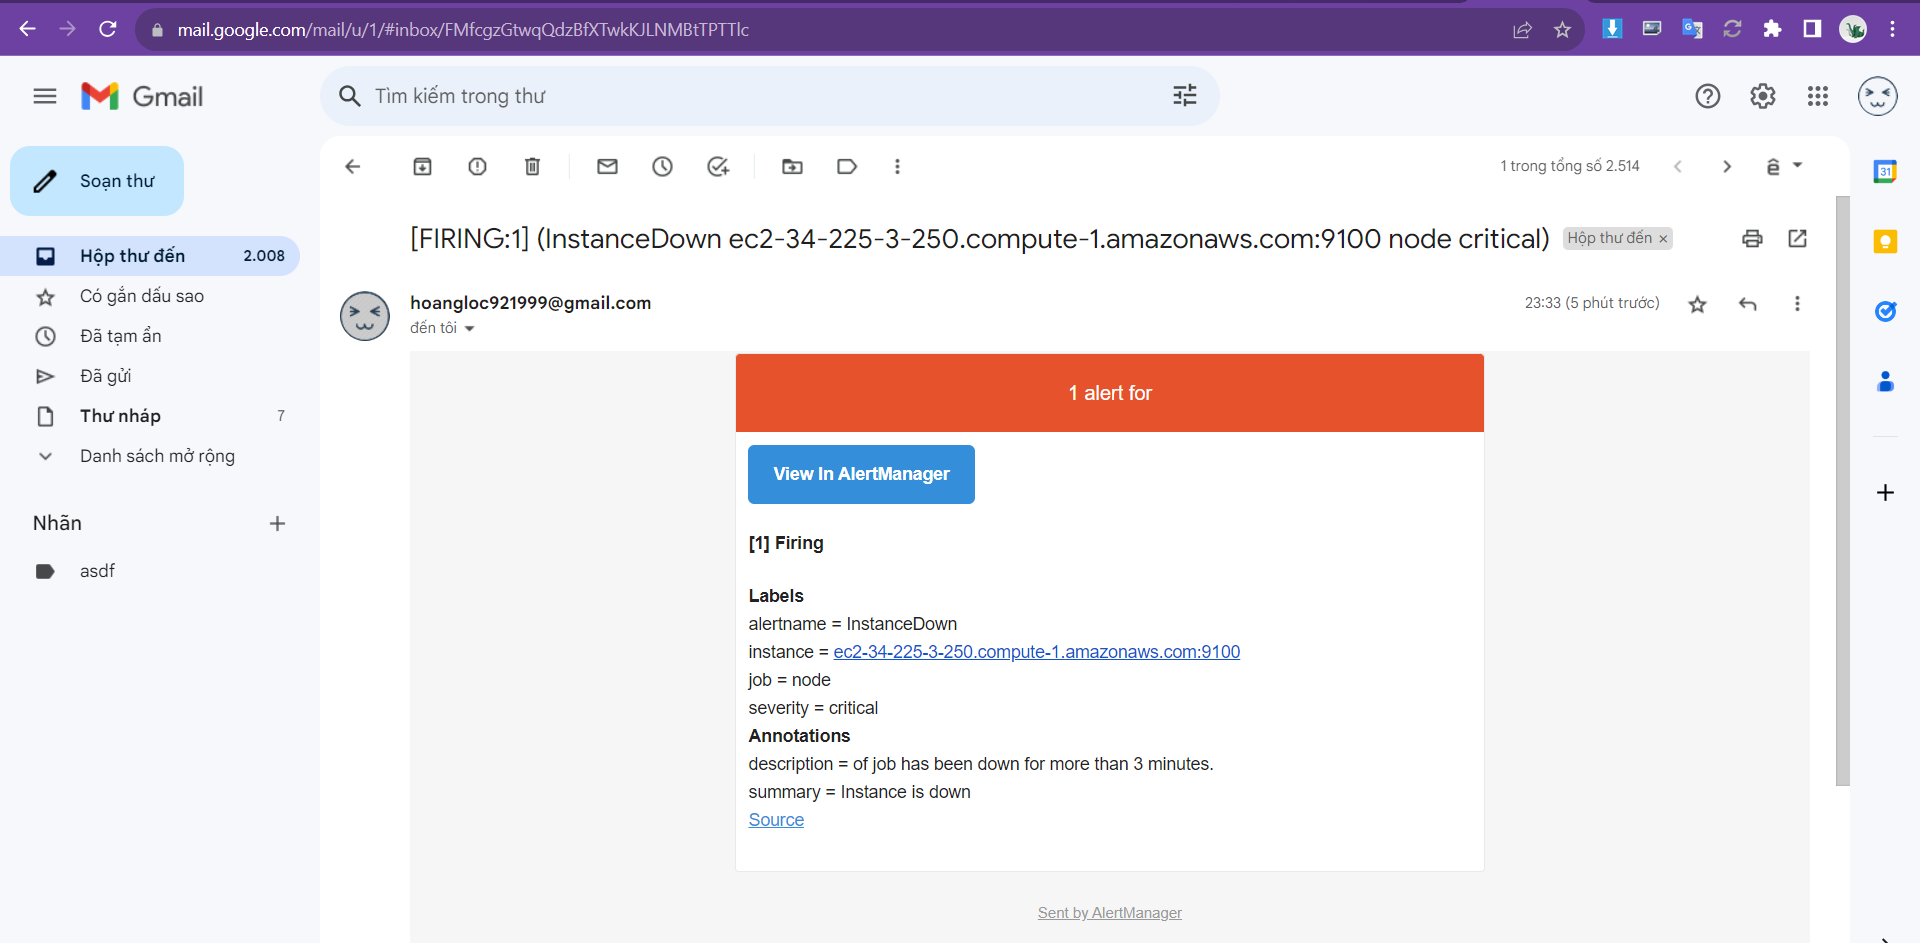 mail.google.com/mail/u/1/#inbox/FMfcgzGtwqQdzBfXTwkKJLNMBtTPTTlc
Gmail
Tìm kiếm trong thư
Soạn thư
1 trong tổng số 2.514
31
Hộp thư đến 2.008
Có gắn dấu sao
Đã tạm ẩn
Đã gửi
Thư nháp 7
Danh sách mở rộng
Nhãn
asdf
[FIRING:1] (InstanceDown ec2-34-225-3-250.compute-1.amazonaws.com:9100 node critical) Hộp thư đến ×
hoangloc921999@gmail.com 23:33 (5 phút trước)
đến tôi
1 alert for
View In AlertManager
[1] Firing
Labels
alertname = InstanceDown
instance = ec2-34-225-3-250.compute-1.amazonaws.com:9100
job = node
severity = critical
Annotations
description = of job has been down for more than 3 minutes.
summary = Instance is down
Source
Sent by AlertManager